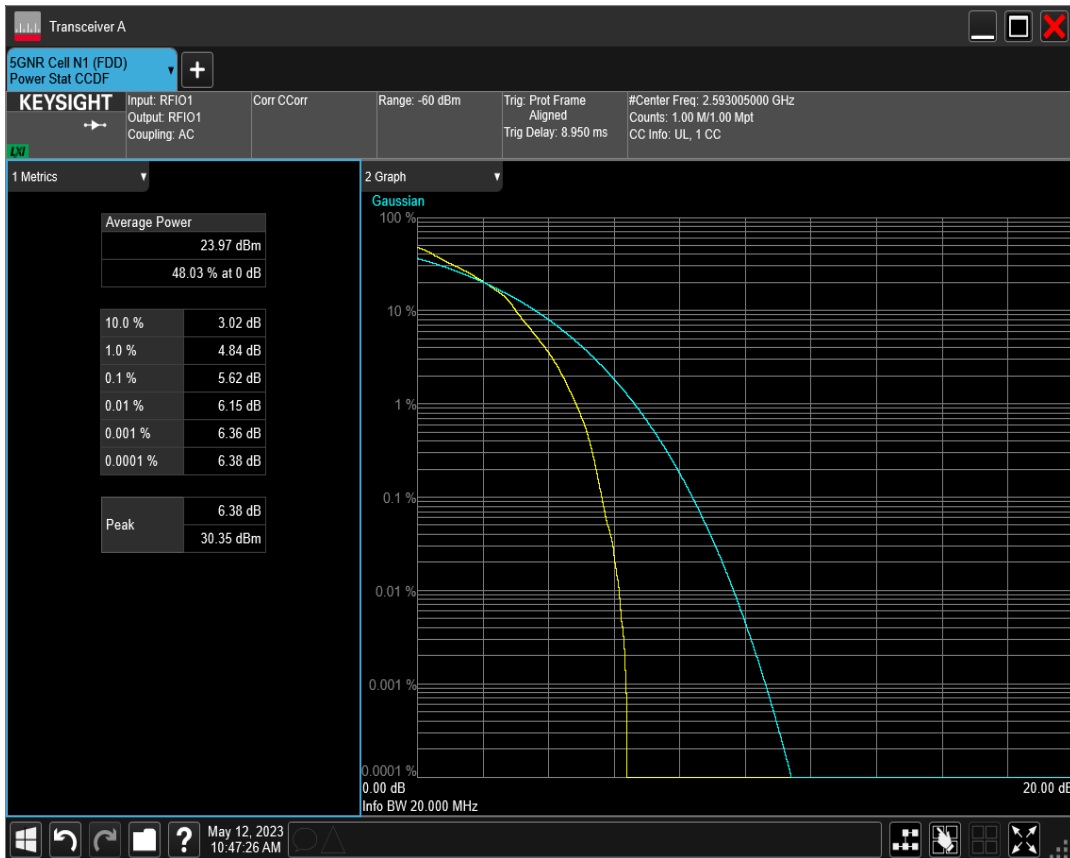 Transceiver A
5GNR Cell N1 (FDD)
Power Stat CCDF
+
KEYSIGHT
LXI
Input: RFIO1
Output: RFIO1
Coupling: AC
Corr CCorr
Range: -60 dBm
Trig: Prot Frame
Aligned
Trig Delay: 8.950 ms
#Center Freq: 2.593005000 GHz
Counts: 1.00 M/1.00 Mpt
CC Info: UL, 1 CC
1 Metrics
Average Power
23.97 dBm
48.03 % at 0 dB
10.0 % 3.02 dB
1.0 % 4.84 dB
0.1 % 5.62 dB
0.01 % 6.15 dB
0.001 % 6.36 dB
0.0001 % 6.38 dB
Peak 6.38 dB
30.35 dBm
2 Graph
Gaussian
100 %
10 %
1 %
0.1 %
0.01 %
0.001 %
0.0001 %
0.00 dB 20.00 dB
Info BW 20.000 MHz
?
May 12, 2023
10:47:26 AM